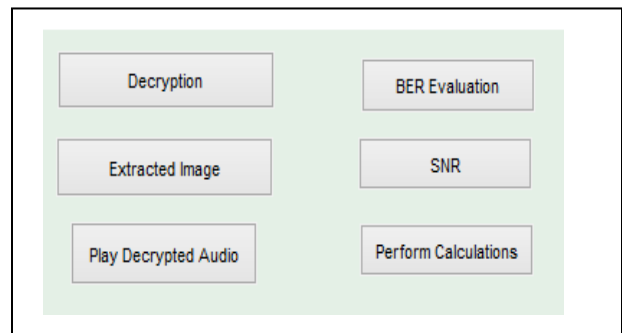 Decryption
BER Evaluation
Extracted Image
SNR
Play Decrypted Audio
Perform Calculations